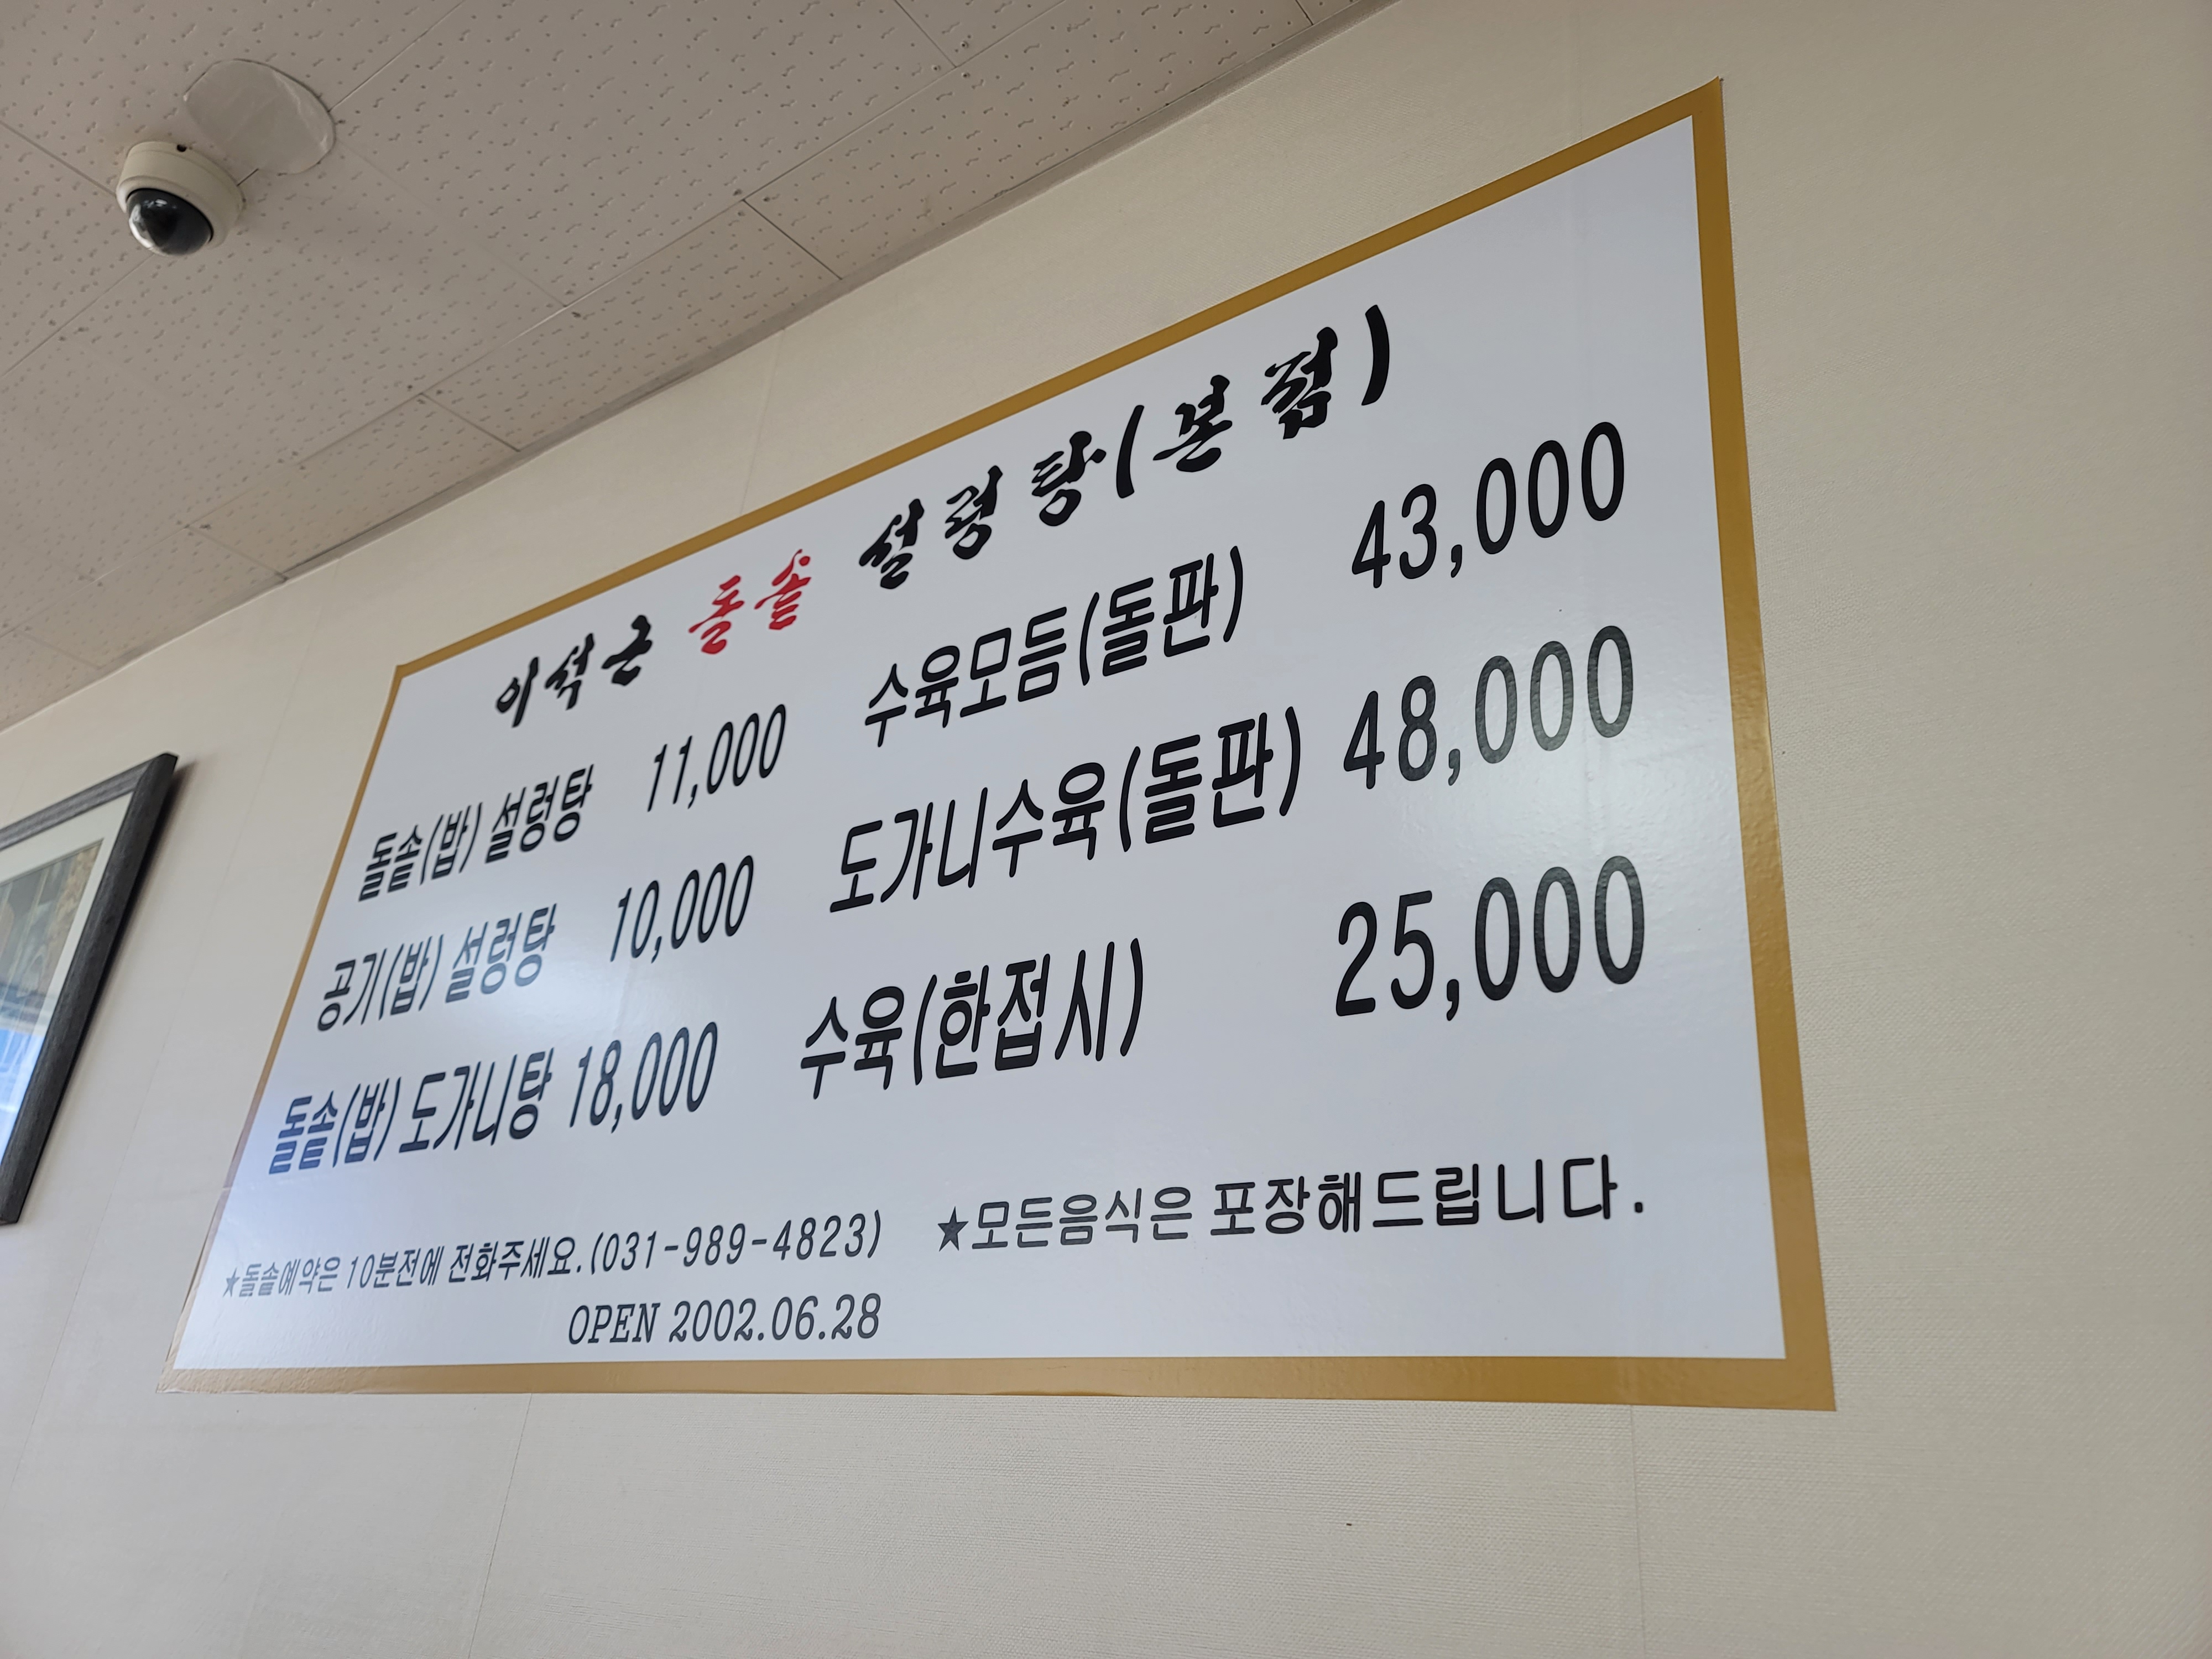 이석근 돌솥 설렁탕(본점)
돌솥(밥) 설렁탕 11,000
공기(밥) 설렁탕 10,000
돌솥(밥) 도가니탕 18,000
수육모듬(돌판) 43,000
도가니수육(돌판) 48,000
수육(한접시) 25,000
★돌솥예약은 10분전에 전화주세요.(031-989-4823) ★모든음식은 포장해드립니다.
OPEN 2002.06.28